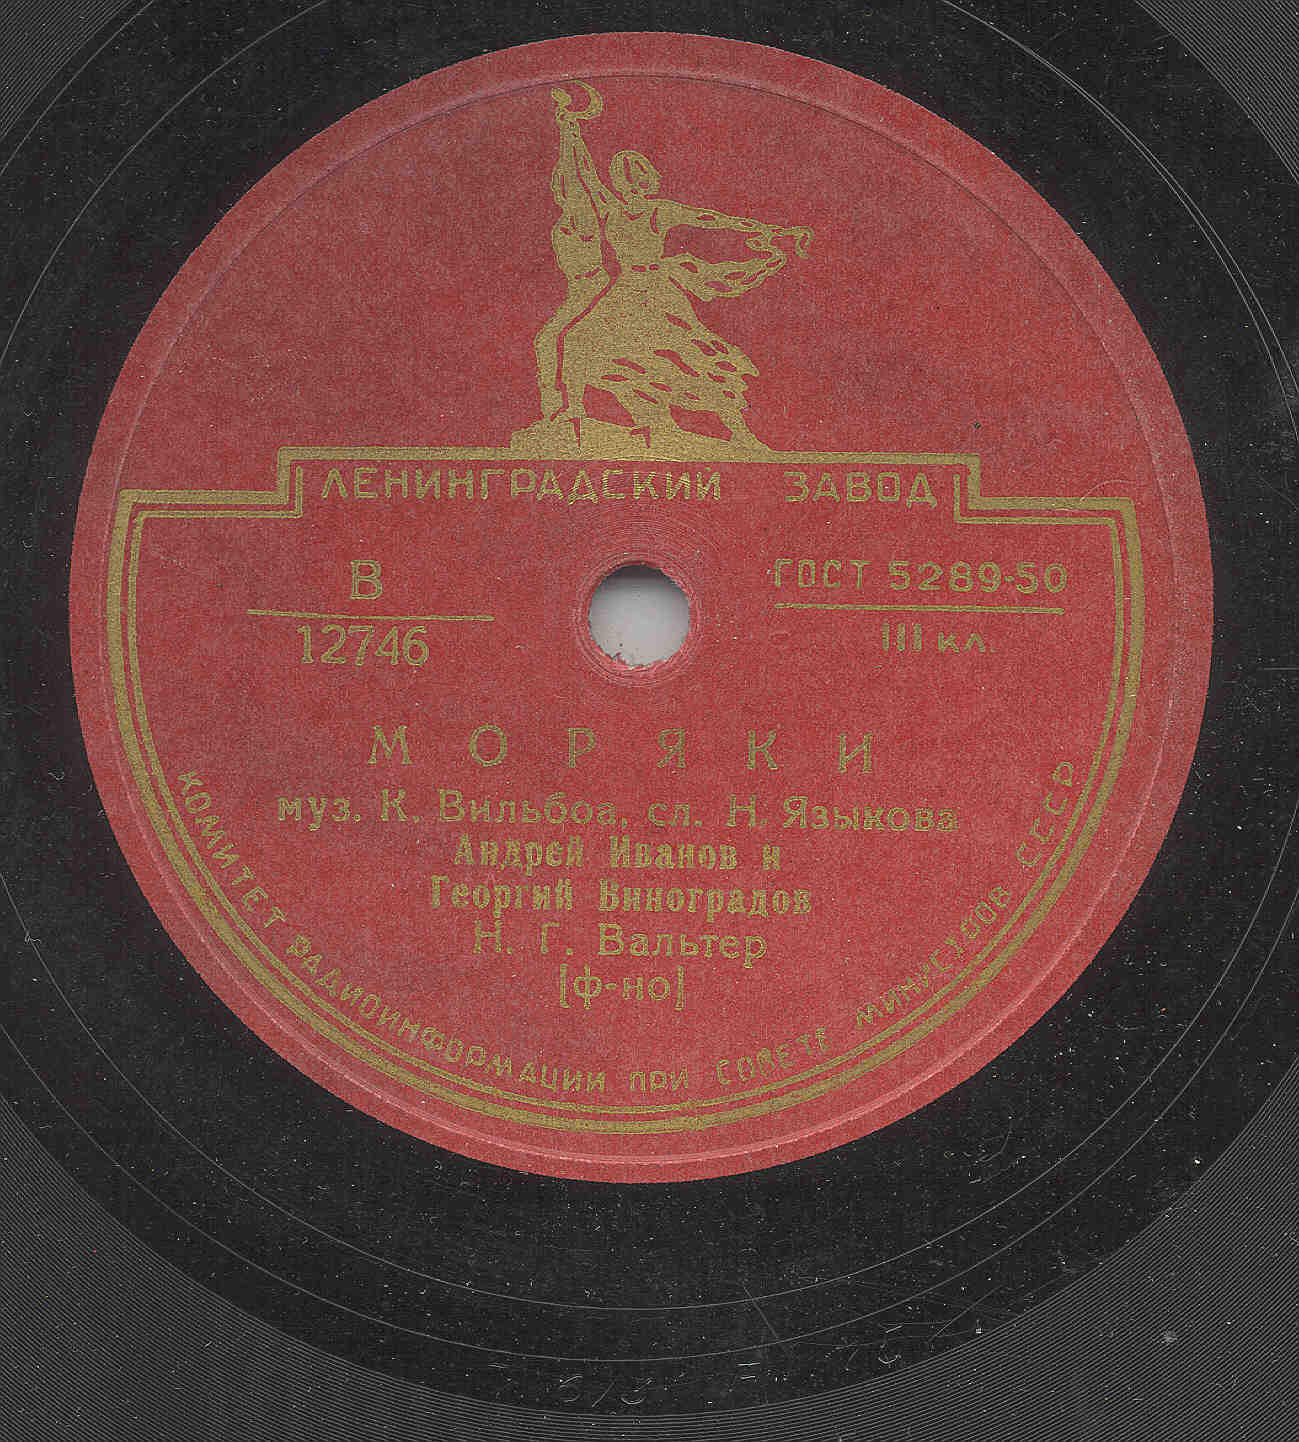 ЛЕНИНГРАДСКИЙ ЗАВОД
В
12746
ГОСТ 5289-50
III кл.
МОРЯКИ
муз. К. Вильбоа, сл. Н. Языкова
Андрей Иванов и
Георгий Виноградов
Н. Г. Вальтер
[ф-но]
КОМИТЕТ РАДИОИНФОРМАЦИИ ПРИ СОВЕТЕ МИНИСТРОВ СССР